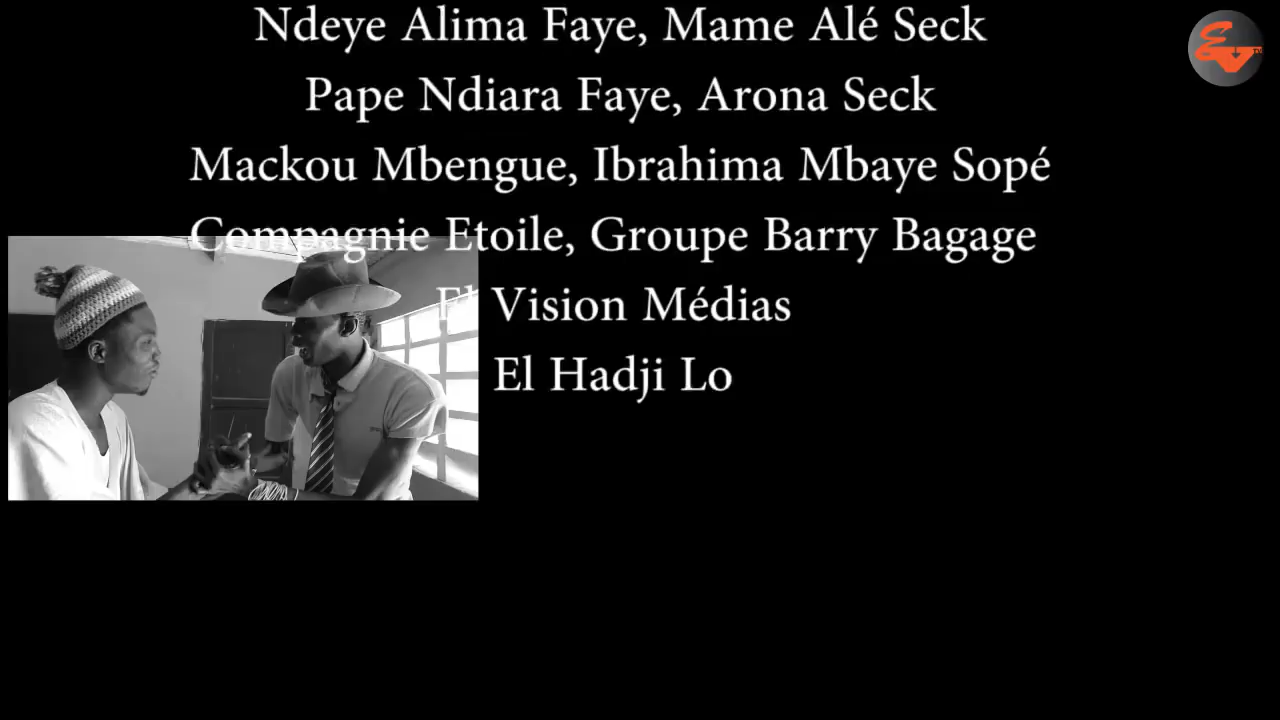 Ndeye Alima Faye, Mame Alé Seck
Pape Ndiara Faye, Arona Seck
Mackou Mbengue, Ibrahima Mbaye Sopé
Compagnie Etoile, Groupe Barry Bagage
El Vision Médias
El Hadji Lo